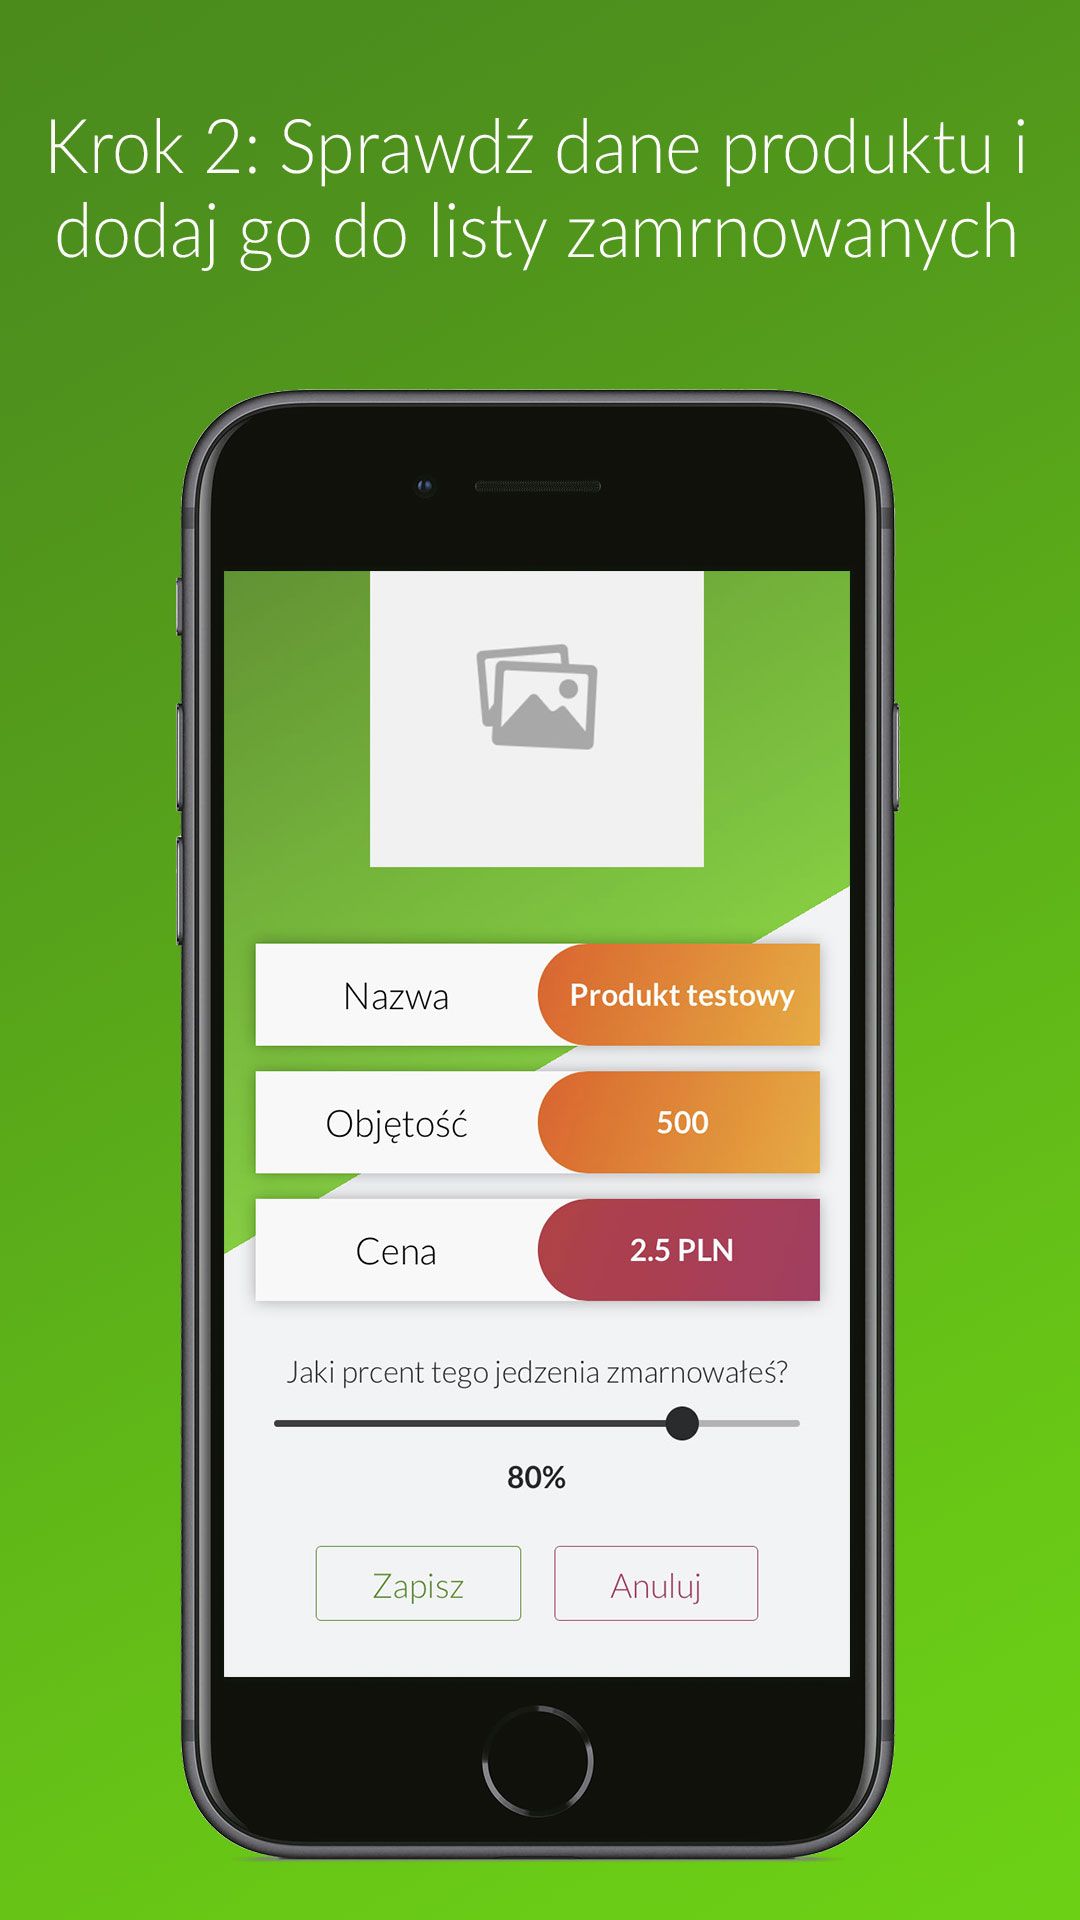 Krok 2: Sprawdź dane produktu i
dodaj go do listy zamrnowanych
Nazwa Produkt testowy
Objętość 500
Cena 2.5 PLN
Jaki prcent tego jedzenia zmarnowałeś?
80%
Zapisz Anuluj